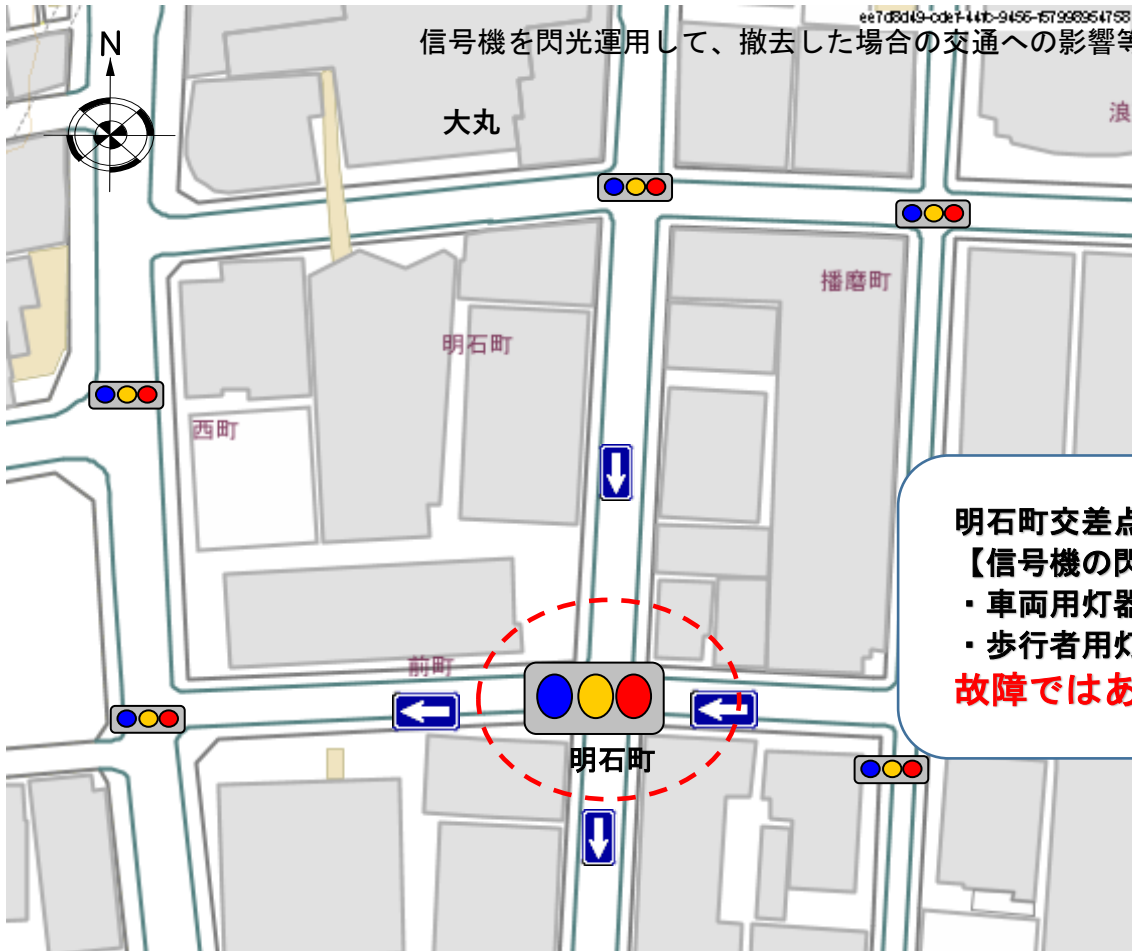 信号機を閃光運用して、撤去した場合の交通への影響等
N
大丸
浪
播磨町
明石町
西町
明石町交差点
【信号機の閃
・車両用灯器
・歩行者用灯
故障ではあ
前町
明石町